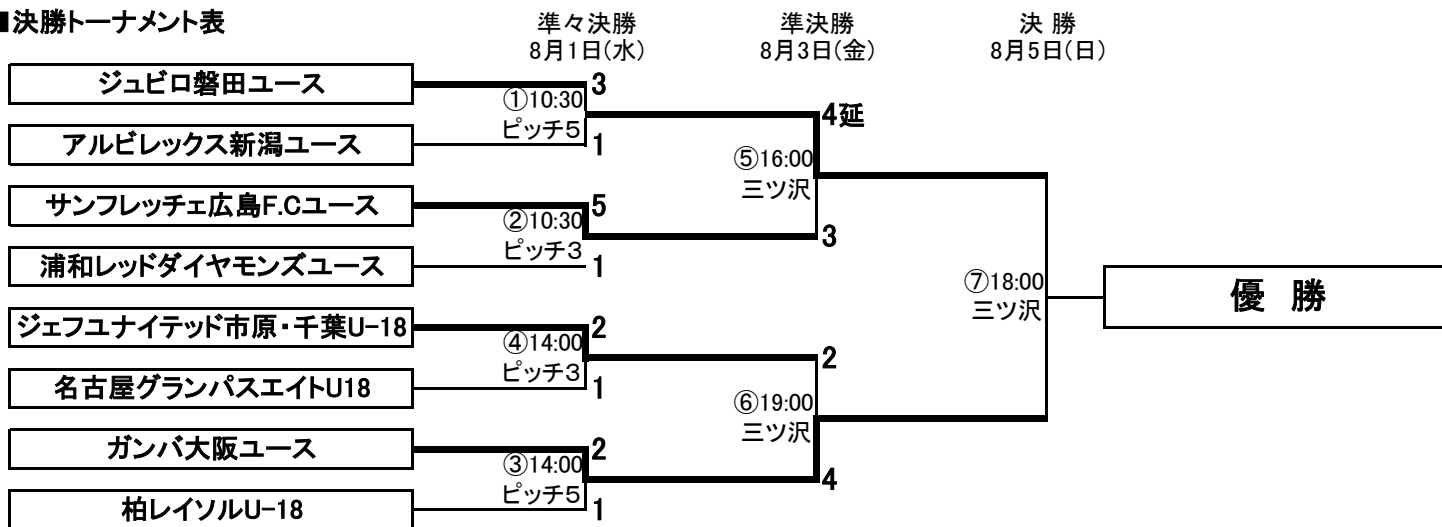 ■決勝トーナメント表
準々決勝
8月1日(水)
準決勝
8月3日(金)
決 勝
8月5日(日)
ジュビロ磐田ユース
3
①10:30
ピッチ5
4延
アルビレックス新潟ユース
1
⑤16:00
三ツ沢
サンフレッチェ広島F.Cユース
5
②10:30
ピッチ3
3
浦和レッドダイヤモンズユース
1
⑦18:00
三ツ沢
優 勝
ジェフユナイテッド市原・千葉U-18
2
④14:00
ピッチ3
2
名古屋グランパスエイトU18
1
⑥19:00
三ツ沢
ガンバ大阪ユース
2
③14:00
ピッチ5
4
柏レイソルU-18
1